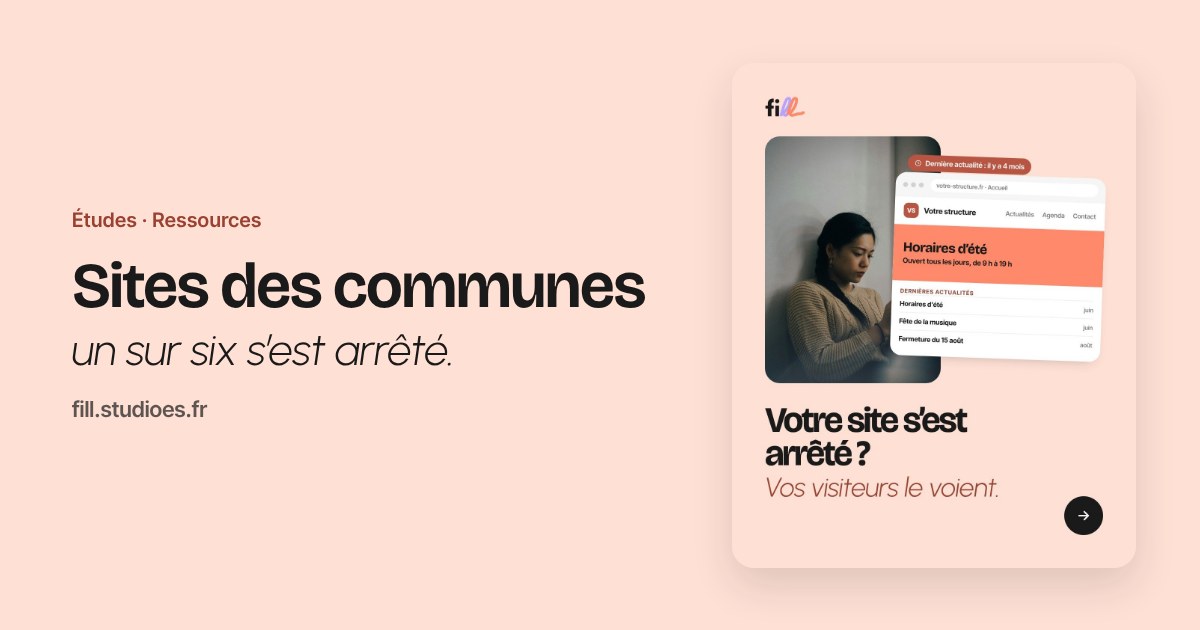 Études · Ressources
Sites des communes
un sur six s'est arrêté.
fill.studioes.fr
fill
Dernière actualité : il y a 4 mois
votre-structure.fr - Accueil
VS Votre structure Actualités Agenda Contact
Horaires d'été
Ouvert tous les jours, de 9 h à 19 h
DERNIÈRES ACTUALITÉS
Horaires d'été juin
Fête de la musique juin
Fermeture du 15 août août
Votre site s'est
arrêté ?
Vos visiteurs le voient.